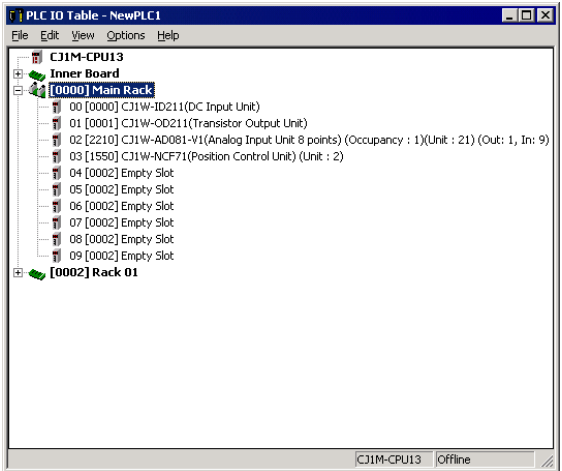 PLC IO Table - NewPLC1
File Edit View Options Help
CJ1M-CPU13
Inner Board
[0000] Main Rack
00 [0000] CJ1W-ID211(DC Input Unit)
01 [0001] CJ1W-OD211(Transistor Output Unit)
02 [2210] CJ1W-AD081-V1(Analog Input Unit 8 points) (Occupancy : 1)(Unit : 21) (Out: 1, In: 9)
03 [1550] CJ1W-NCF71(Position Control Unit) (Unit : 2)
04 [0002] Empty Slot
05 [0002] Empty Slot
06 [0002] Empty Slot
07 [0002] Empty Slot
08 [0002] Empty Slot
09 [0002] Empty Slot
[0002] Rack 01
CJ1M-CPU13 Offline